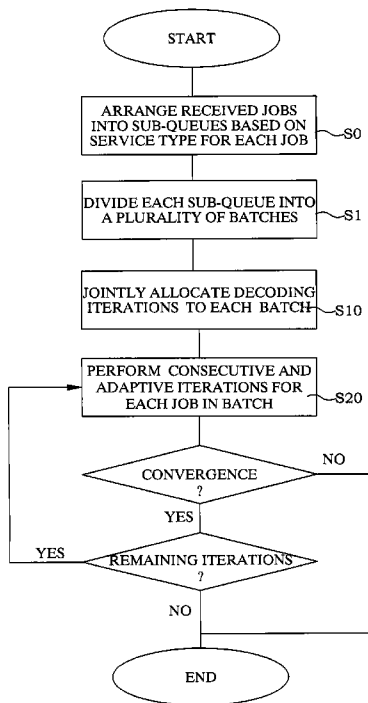 START
ARRANGE RECEIVED JOBS
INTO SUB-QUEUES BASED ON
SERVICE TYPE FOR EACH JOB
S0
DIVIDE EACH SUB-QUEUE INTO
A PLURALITY OF BATCHES
S1
JOINTLY ALLOCATE DECODING
ITERATIONS TO EACH BATCH
S10
PERFORM CONSECUTIVE AND
ADAPTIVE ITERATIONS FOR
EACH JOB IN BATCH
S20
CONVERGENCE
?
NO
YES
REMAINING ITERATIONS
?
YES
NO
END